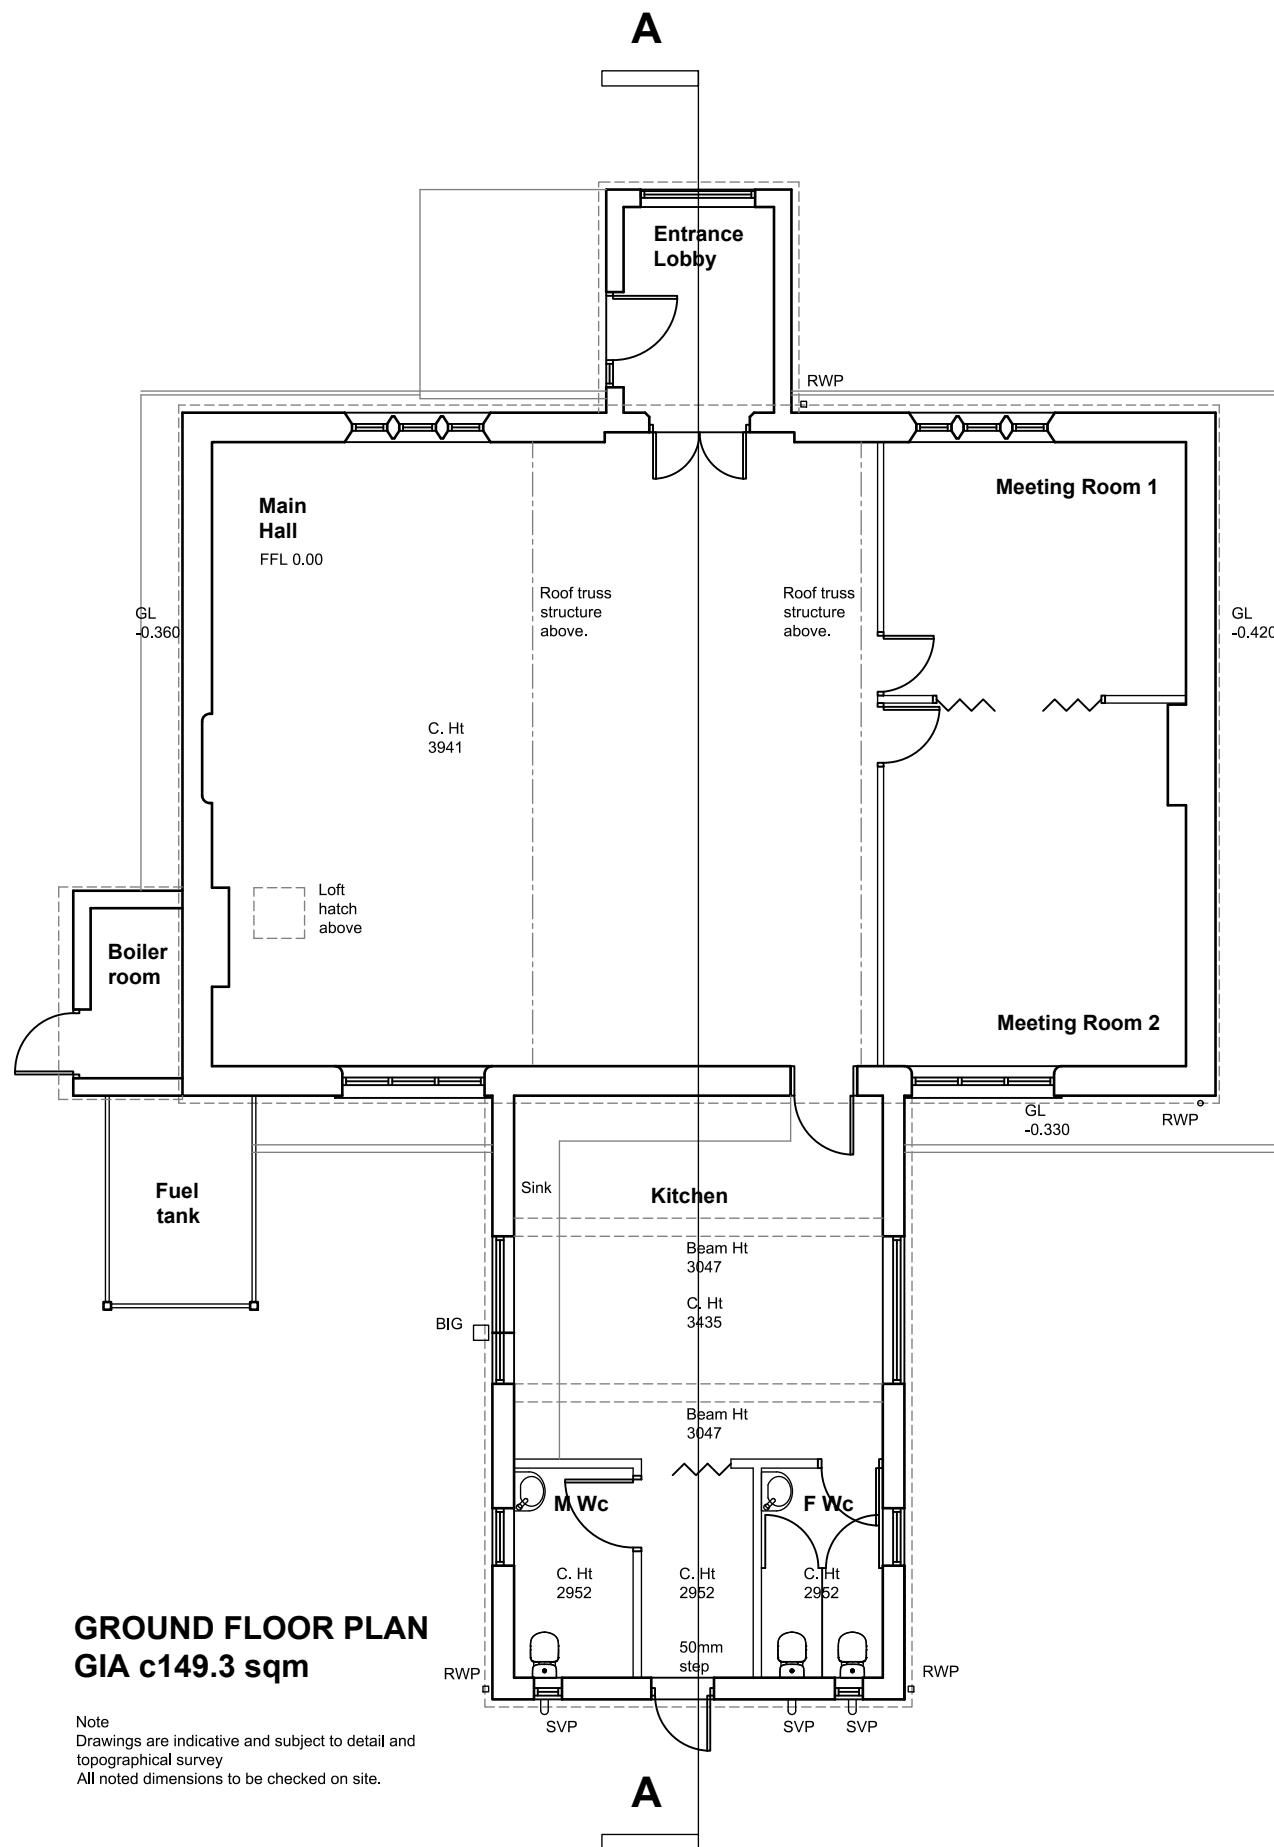 A
Entrance
Lobby
RWP
Main
Hall
FFL 0.00
Meeting Room 1
Roof truss
structure
above.
Roof truss
structure
above.
GL
-0.360
GL
-0.420
C. Ht
3941
Loft
hatch
above
Boiler
room
Meeting Room 2
GL
-0.330
RWP
Fuel
tank
Sink
Kitchen
Beam Ht
3047
C. Ht
3435
BIG
Beam Ht
3047
M Wc
F Wc
C. Ht
2952
C. Ht
2952
C. Ht
2952
50mm
step
RWP
RWP
SVP
SVP
SVP
GROUND FLOOR PLAN
GIA c149.3 sqm
Note
Drawings are indicative and subject to detail and
topographical survey
All noted dimensions to be checked on site.
A